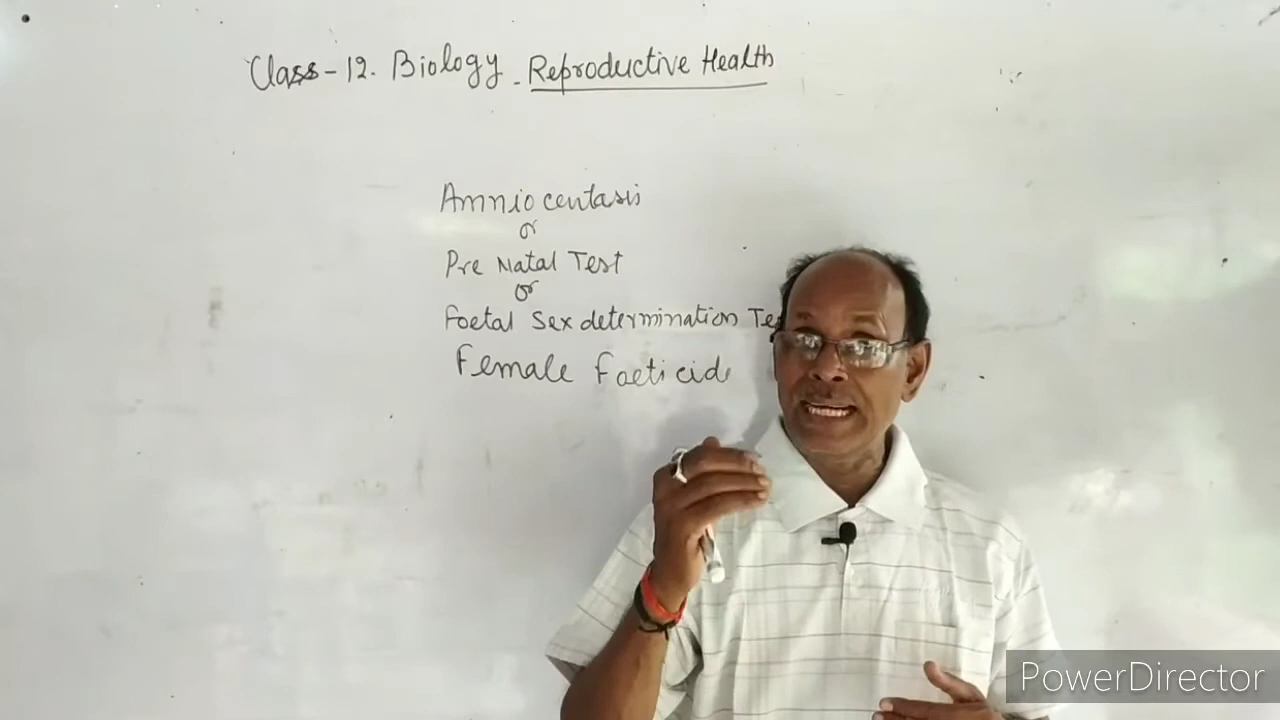 Class-12. Biology - Reproductive Health
Amniocentasis
or
Pre Natal Test
or
Foetal Sex determination Te
Female Foeticide
PowerDirector